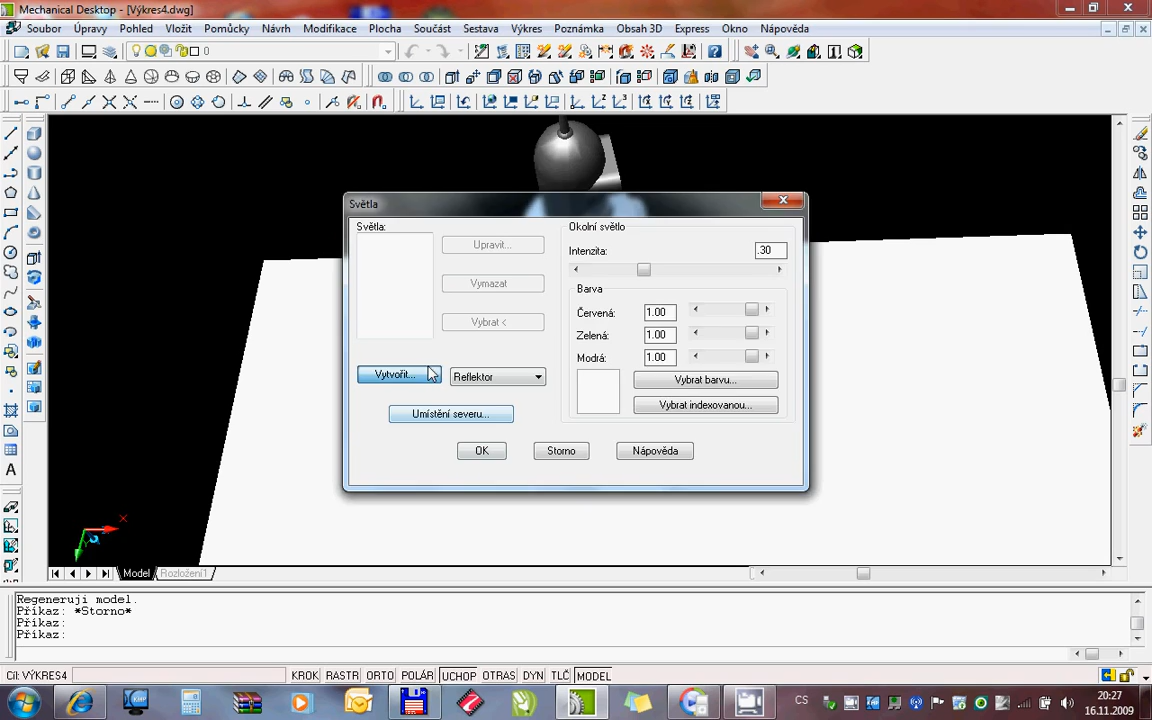 Mechanical Desktop - [Výkres4.dwg]
Soubor Úpravy Pohled Vložit Pomůcky Návrh Modifikace Plocha Součást Sestava Výkres Poznámka Obsah 3D Express Okno Nápověda
0
Světla
Světla:
Upravit...
Vymazat
Vybrat <
Vytvořit...
Reflektor
Umístění severu...
Okolní světlo
Intenzita:
.30
Barva
Červená:
1.00
Zelená:
1.00
Modrá:
1.00
Vybrat barvu...
Vybrat indexovanou...
OK
Storno
Nápověda
Model
Rozložení1
Regeneruji model.
Příkaz: *Storno*
Příkaz:
Příkaz:
Cíl: VÝKRES4
KROK RASTR ORTO POLÁR UCHOP OTRAS DYN TLČ MODEL
CS
20:27
16.11.2009